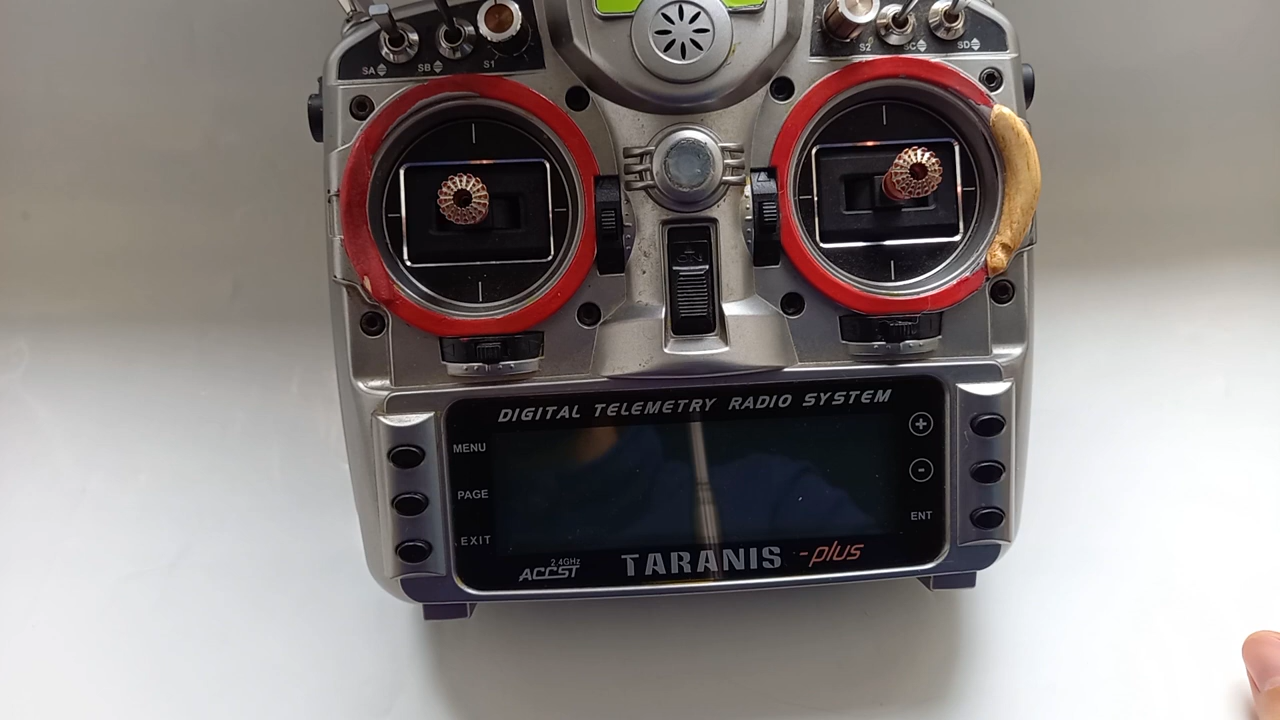 SA
SB
S1
S2
SC
SD
ON
DIGITAL TELEMETRY RADIO SYSTEM
MENU
PAGE
EXIT
+
-
ENT
2.4GHz
ACCST
TARANIS -plus